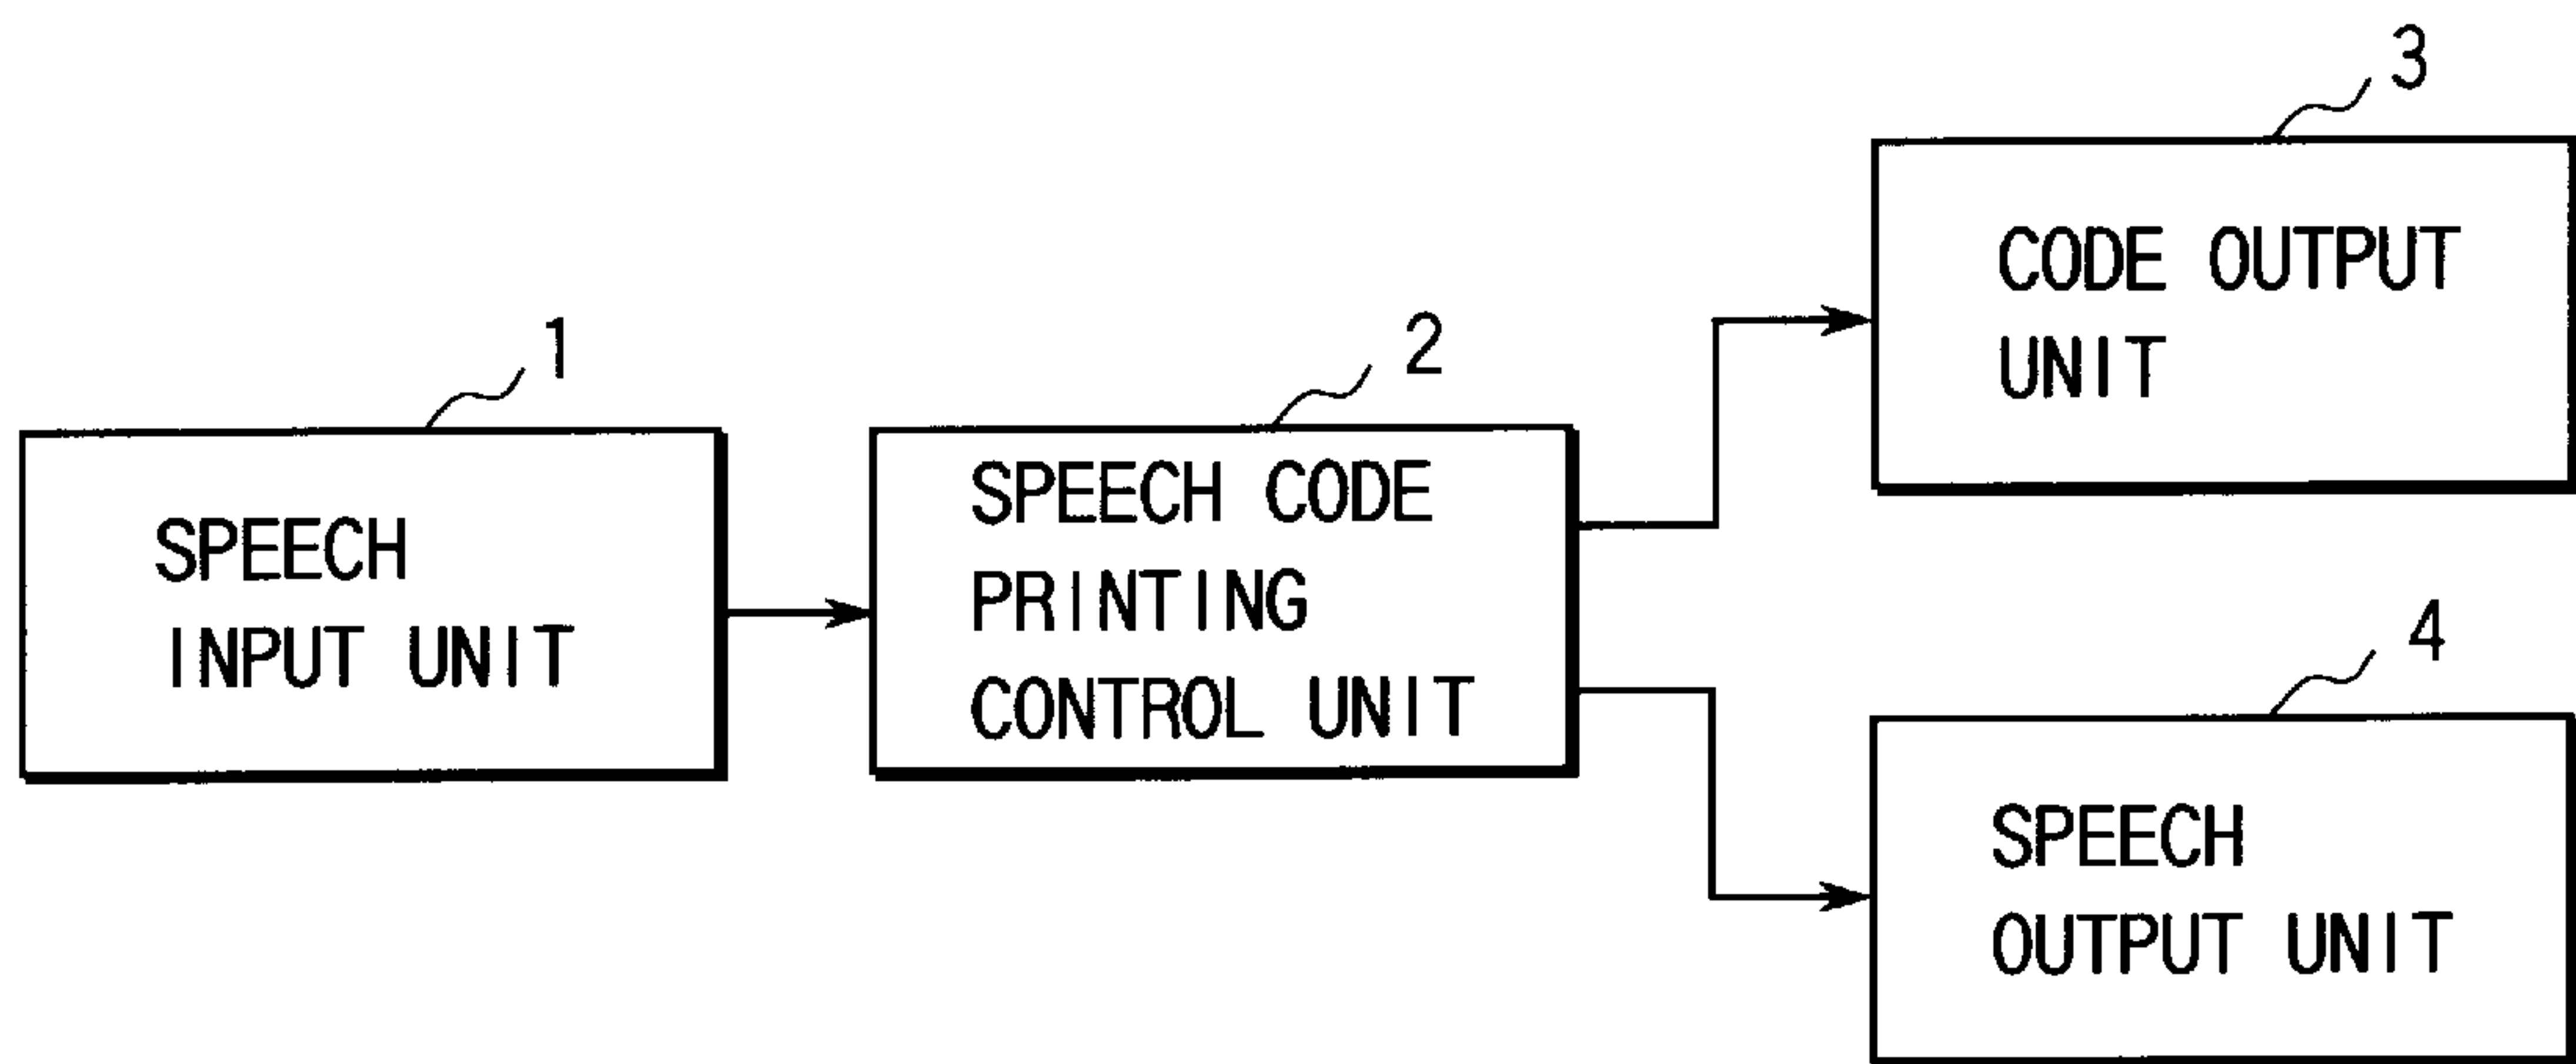 1
SPEECH
INPUT UNIT
2
SPEECH CODE
PRINTING
CONTROL UNIT
3
CODE OUTPUT
UNIT
4
SPEECH
OUTPUT UNIT